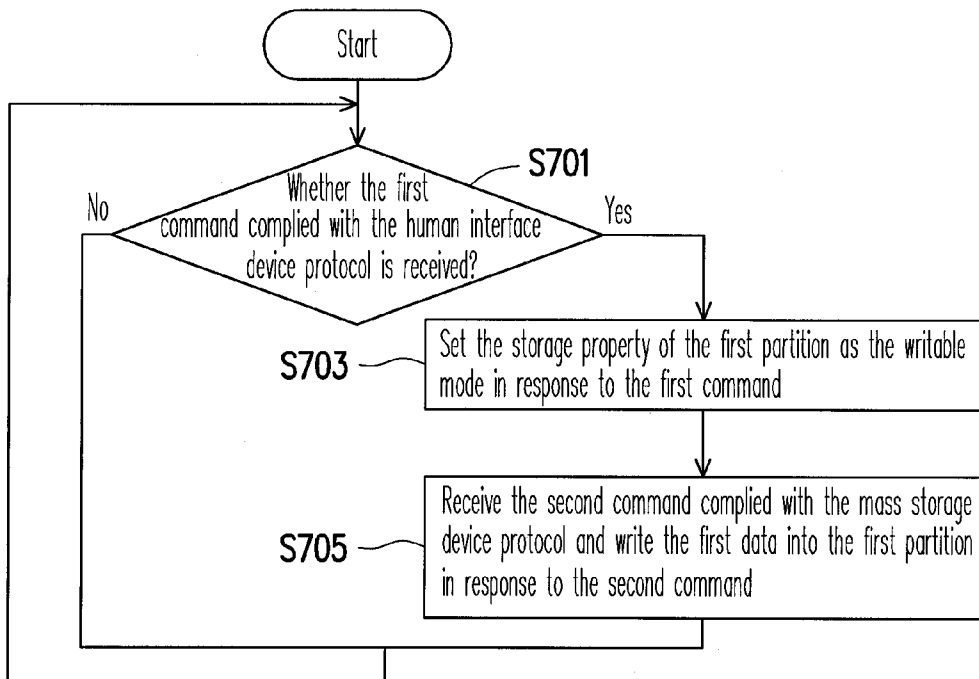 Start
S701
Whether the first
command complied with the human interface
device protocol is received?
No
Yes
S703
Set the storage property of the first partition as the writable
mode in response to the first command
S705
Receive the second command complied with the mass storage
device protocol and write the first data into the first partition
in response to the second command